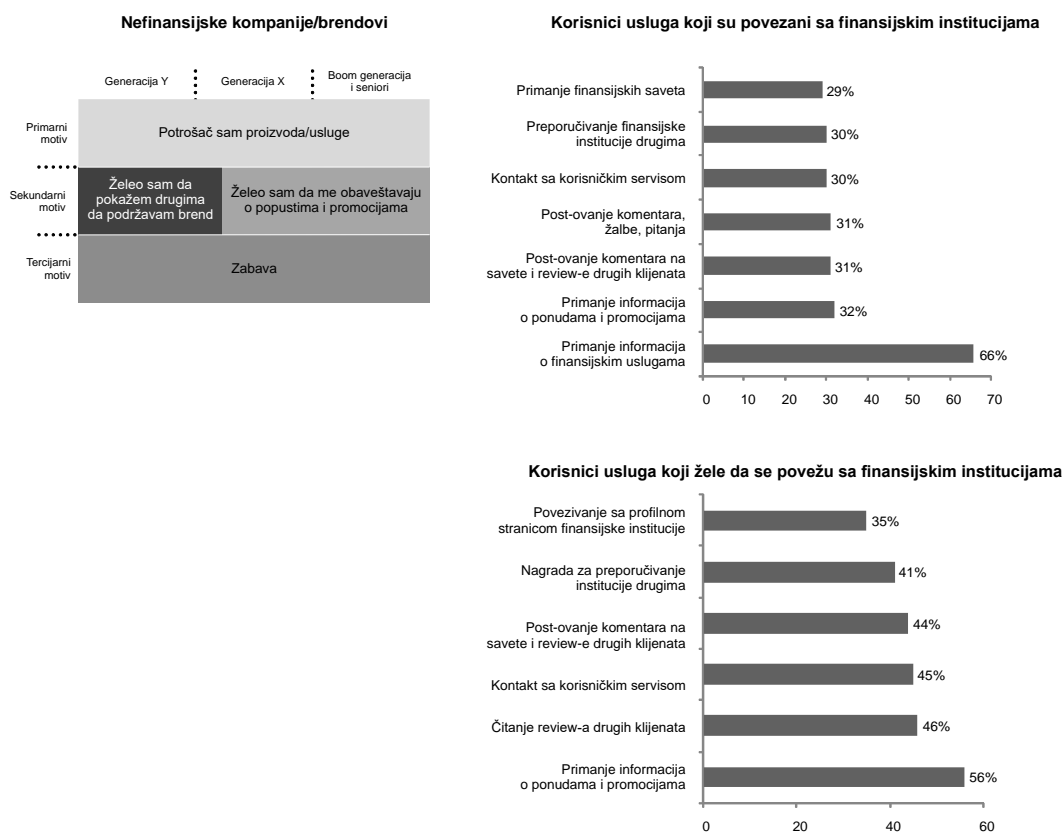 Nefinansijske kompanije/brendovi
Generacija Y
Generacija X
Boom generacija
i seniori
Primarni
motiv
Potrošač sam proizvoda/usluge
Sekundarni
motiv
Želeo sam da
pokažem drugima
da podržavam brend
Želeo sam da me obaveštavaju
o popustima i promocijama
Tercijarni
motiv
Zabava
Korisnici usluga koji su povezani sa finansijskim institucijama
Primanje finansijskih saveta
29%
Preporučivanje finansijske
institucije drugima
30%
Kontakt sa korisničkim servisom
30%
Post-ovanje komentara,
žalbe, pitanja
31%
Post-ovanje komentara na
savete i review-e drugih klijenata
31%
Primanje informacija
o ponudama i promocijama
32%
Primanje informacija
o finansijskim uslugama
66%
0 10 20 30 40 50 60 70
Korisnici usluga koji žele da se povežu sa finansijskim institucijama
Povezivanje sa profilnom
stranicom finansijske institucije
35%
Nagrada za preporučivanje
institucije drugima
41%
Post-ovanje komentara na
savete i review-e drugih klijenata
44%
Kontakt sa korisničkim servisom
45%
Čitanje review-a drugih klijenata
46%
Primanje informacija
o ponudama i promocijama
56%
0 20 40 60